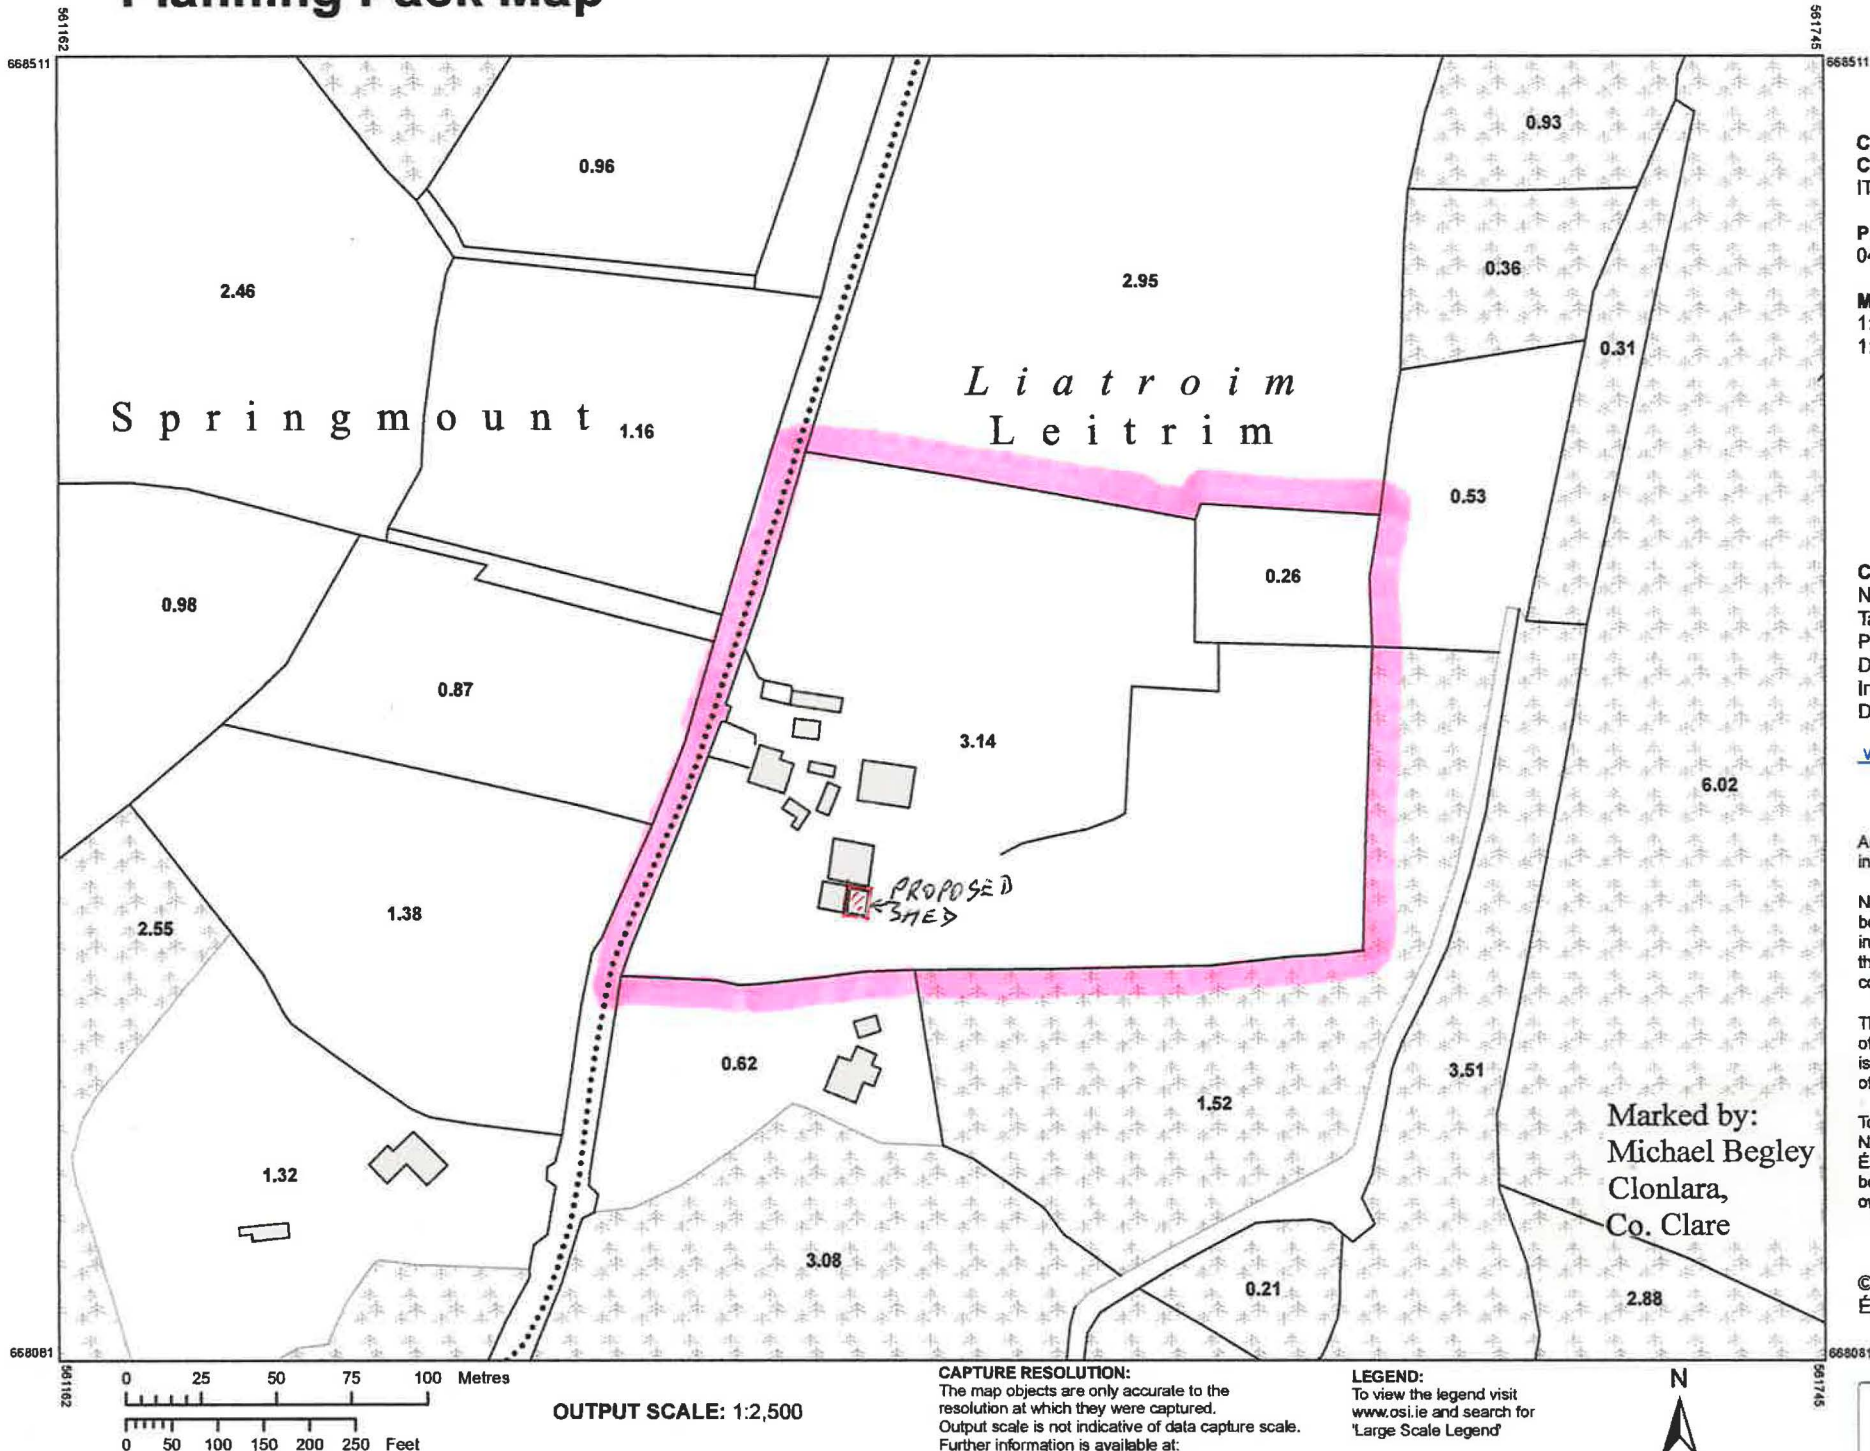 Planning Pack Map
561162
561745
668511
668511
0.96
0.93
2.46
2.95
0.36
0.31
Liatroim
Leitrim
Springmount
1.16
0.53
0.26
0.98
0.87
3.14
6.02
PROPOSED
SHED
1.38
2.55
0.62
1.52
3.51
Marked by:
Michael Begley
Clonlara,
Co. Clare
1.32
3.08
0.21
2.88
668081
668081
561162
561745
0 25 50 75 100 Metres
0 50 100 150 200 250 Feet
OUTPUT SCALE: 1:2,500
CAPTURE RESOLUTION:
The map objects are only accurate to the
resolution at which they were captured.
Output scale is not indicative of data capture scale.
Further information is available at:
LEGEND:
To view the legend visit
www.osi.ie and search for
'Large Scale Legend'
N